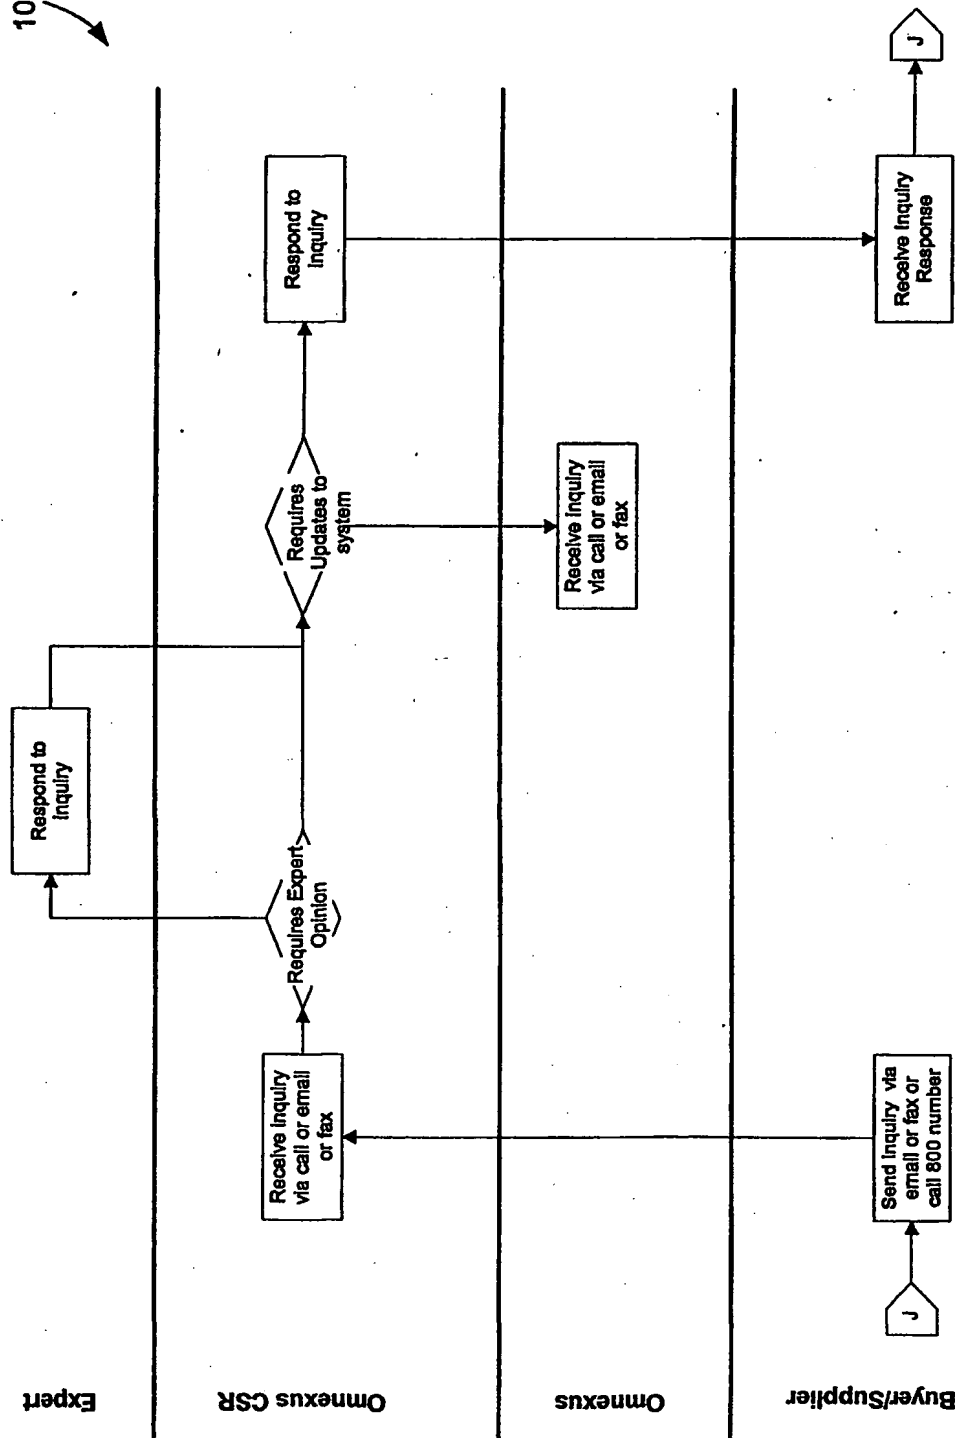 10
Expert
Respond to
Inquiry
Omnexus CSR
Receive Inquiry
via call or email
or fax
Requires Expert
Opinion
Requires
Updates to
system
Respond to
Inquiry
Omnexus
Receive Inquiry
via call or email
or fax
Buyer/Supplier
J
Send Inquiry via
email or fax or
call 800 number
Receive Inquiry
Response
J